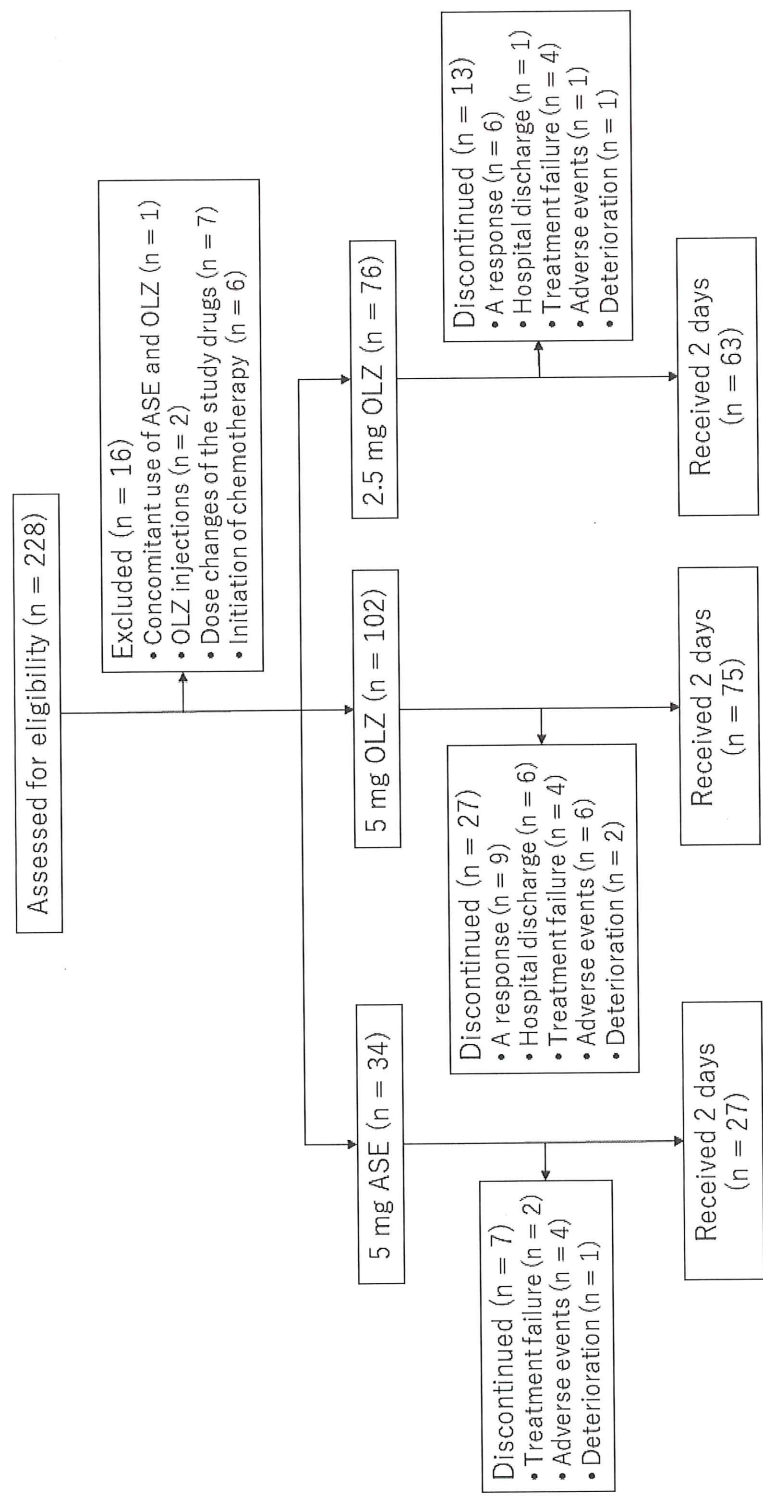 Assessed for eligibility (n = 228)
Excluded (n = 16)
• Concomitant use of ASE and OLZ (n = 1)
• OLZ injections (n = 2)
• Dose changes of the study drugs (n = 7)
• Initiation of chemotherapy (n = 6)
5 mg ASE (n = 34)
5 mg OLZ (n = 102)
2.5 mg OLZ (n = 76)
Discontinued (n = 7)
• Treatment failure (n = 2)
• Adverse events (n = 4)
• Deterioration (n = 1)
Discontinued (n = 27)
• A response (n = 9)
• Hospital discharge (n = 6)
• Treatment failure (n = 4)
• Adverse events (n = 6)
• Deterioration (n = 2)
Discontinued (n = 13)
• A response (n = 6)
• Hospital discharge (n = 1)
• Treatment failure (n = 4)
• Adverse events (n = 1)
• Deterioration (n = 1)
Received 2 days
(n = 27)
Received 2 days
(n = 75)
Received 2 days
(n = 63)